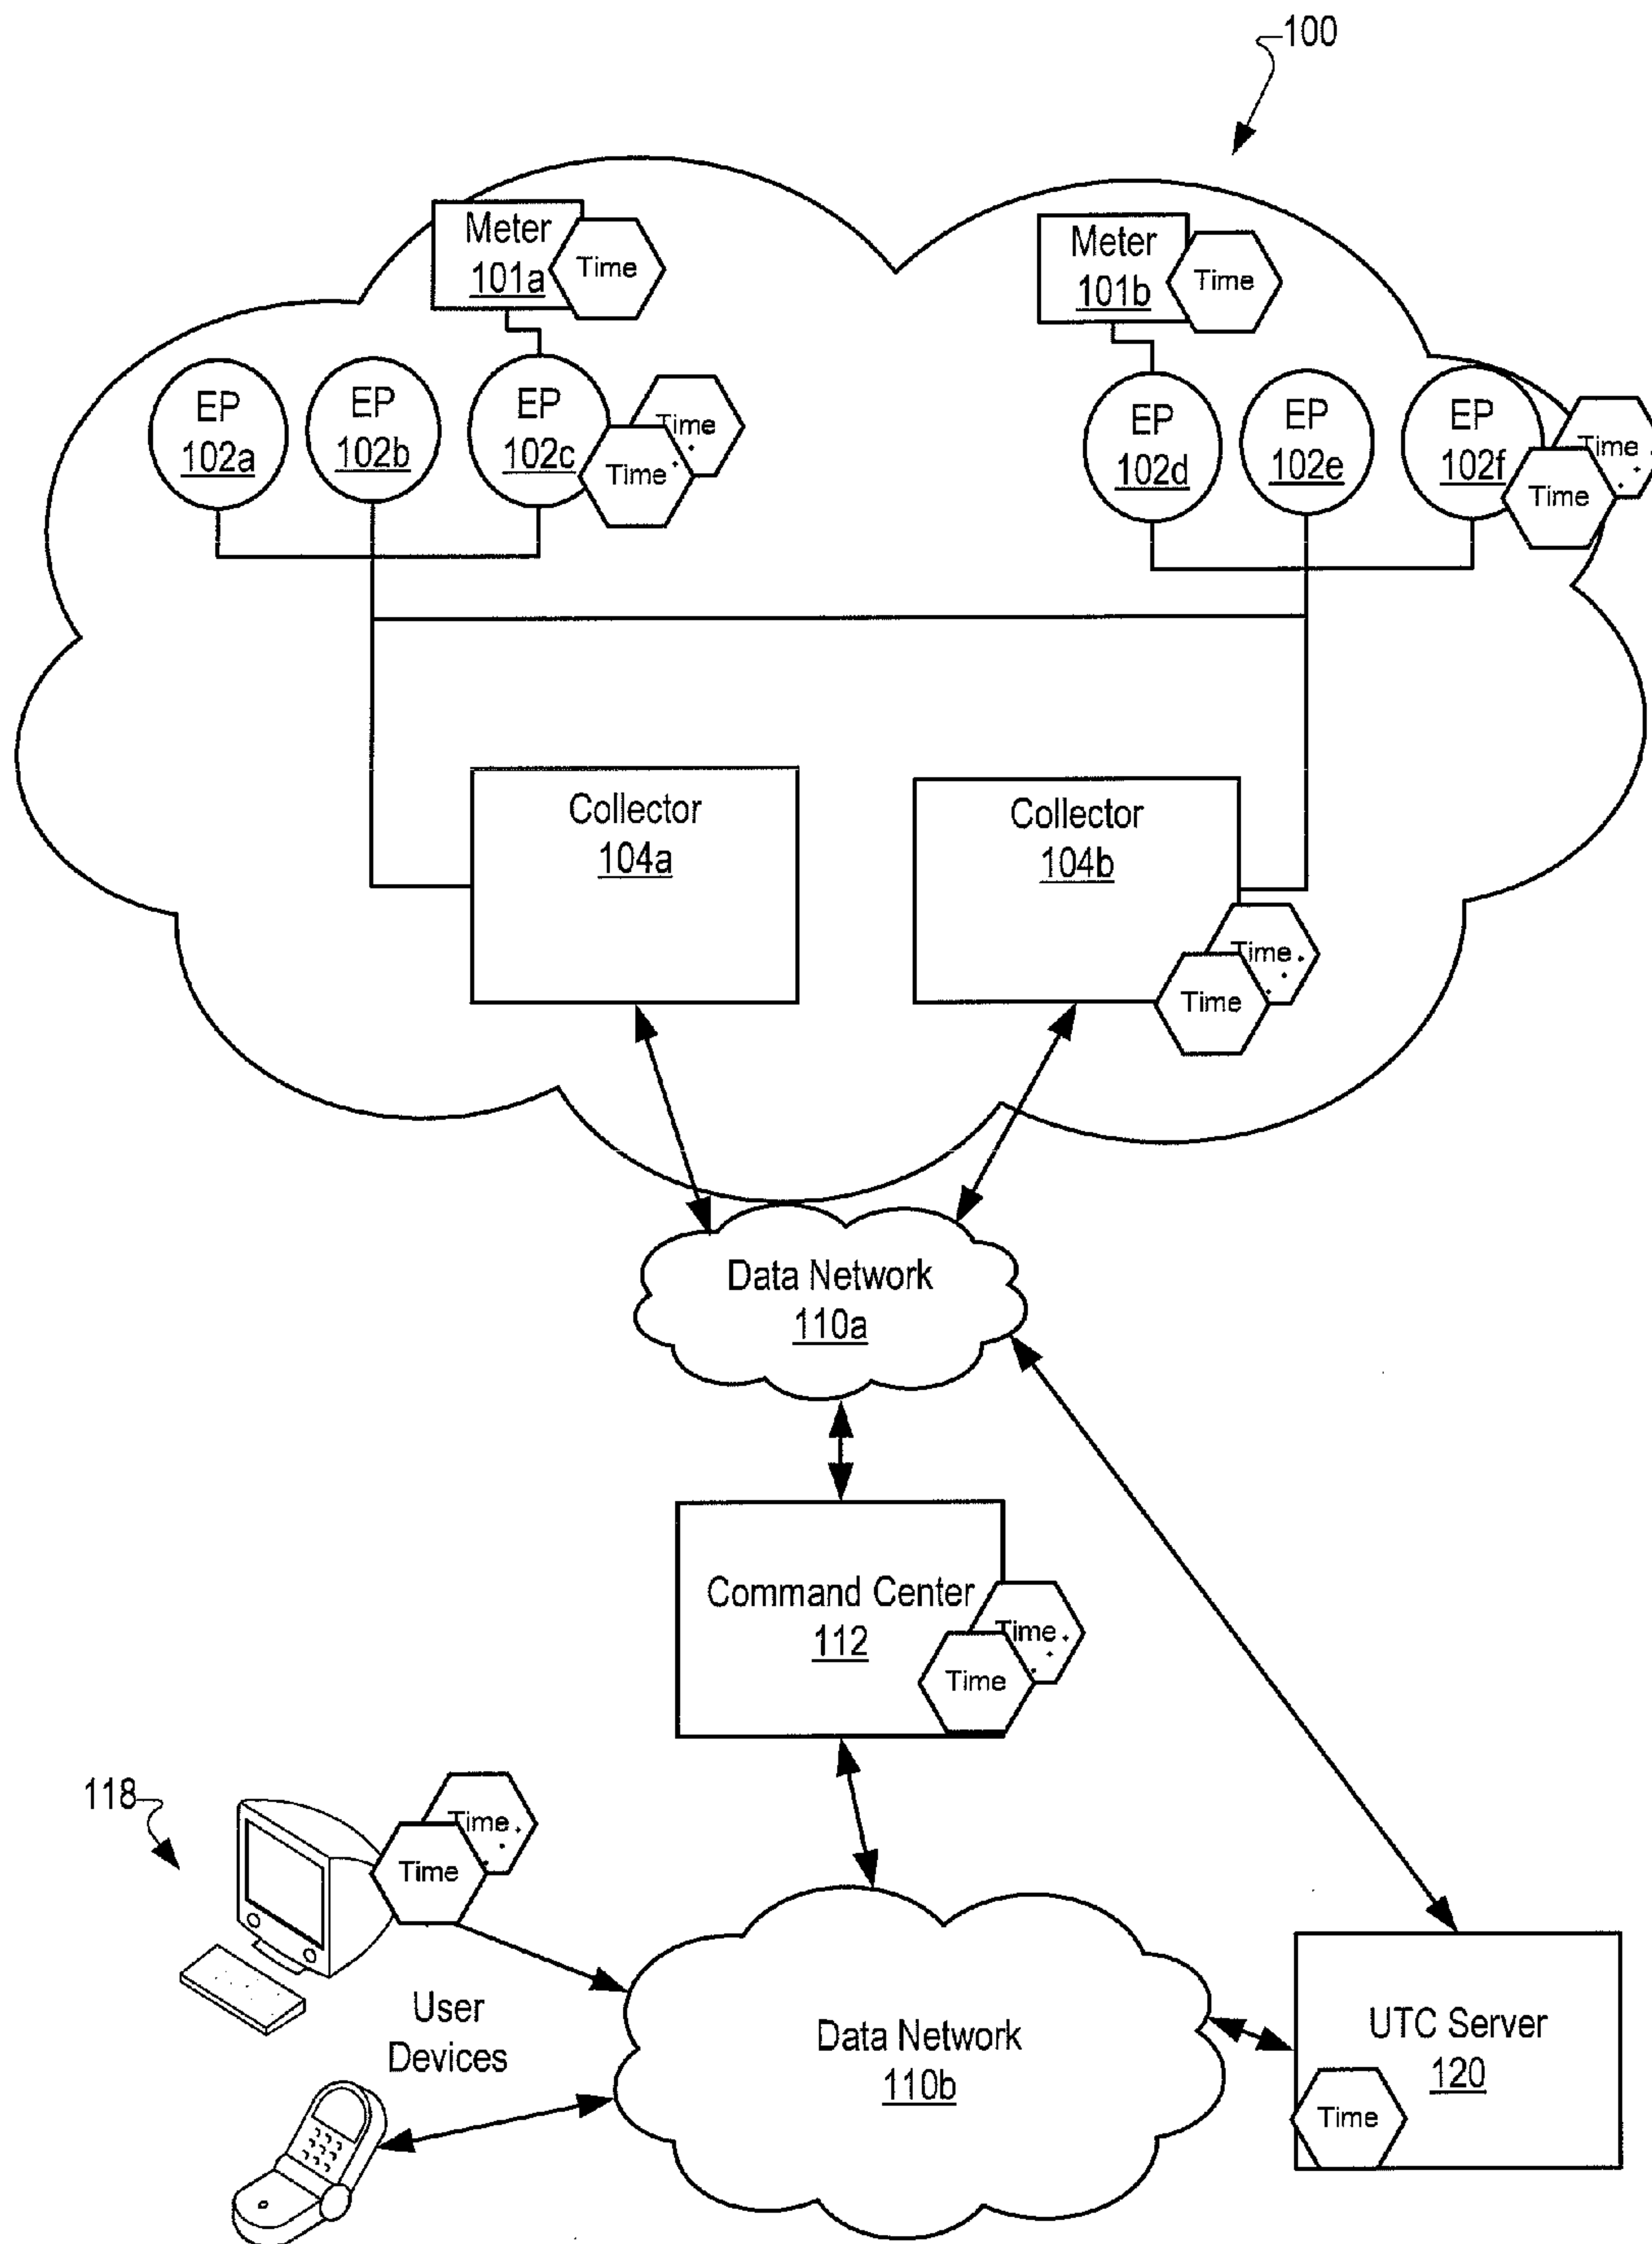 100
Meter
101a
Time
Meter
101b
Time
EP
102a
EP
102b
EP
102c
Time
Time
EP
102d
EP
102e
EP
102f
Time
Time
Collector
104a
Collector
104b
Time
Time
Data Network
110a
Command Center
112
Time
Time
118
Time
Time
User
Devices
Data Network
110b
UTC Server
120
Time